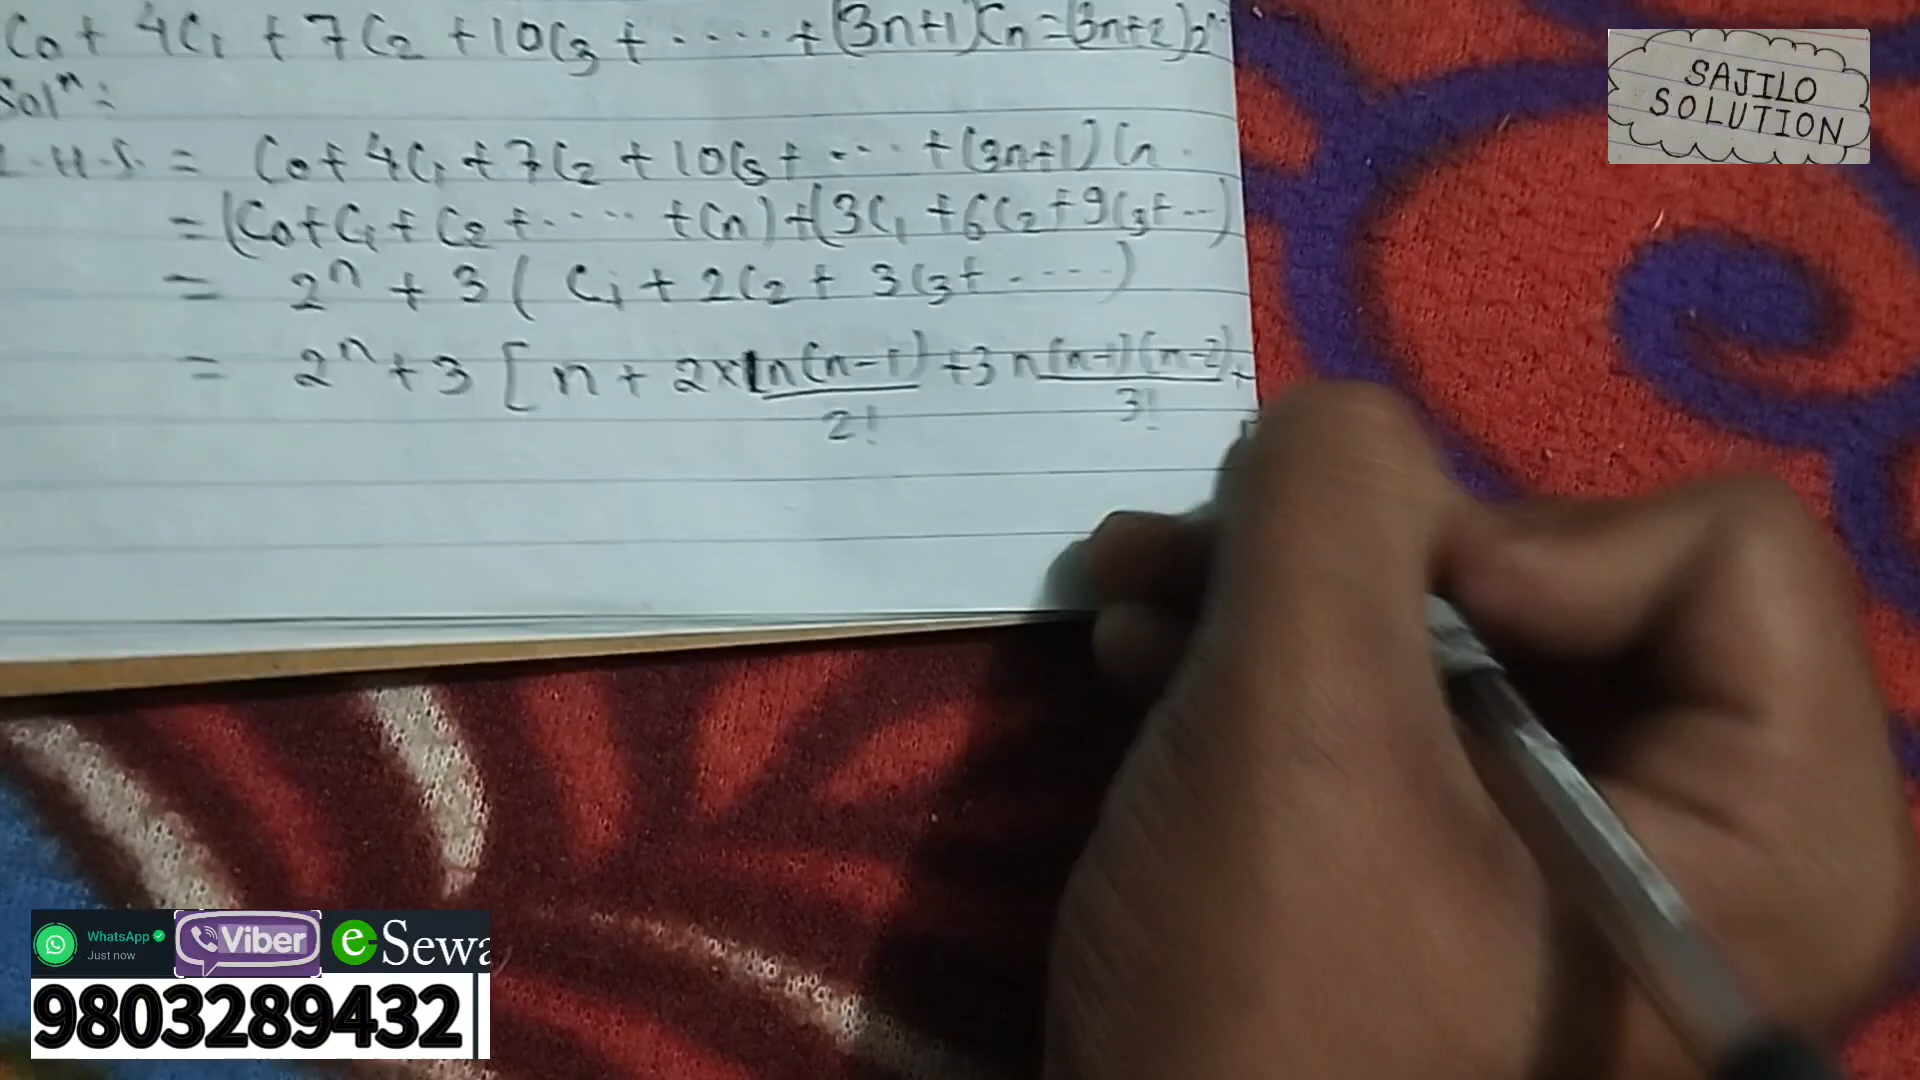 C₀ + 4C₁ + 7C₂ + 10C₃ + ..... + (3n+1)Cₙ = (3n+2)2ⁿ⁻
Solⁿ:
L.H.S. = C₀ + 4C₁ + 7C₂ + 10C₃ + ... + (3n+1)Cₙ
= (C₀ + C₁ + C₂ + ..... + Cₙ) + (3C₁ + 6C₂ + 9C₃ + ...)
= 2ⁿ + 3 ( C₁ + 2C₂ + 3C₃ + .....)
= 2ⁿ + 3 [ n + 2× n(n-1)/2! + 3 n(n-1)(n-2)/3! +
SAJILO
SOLUTION
WhatsApp
Just now
Viber
e-Sewa
9803289432